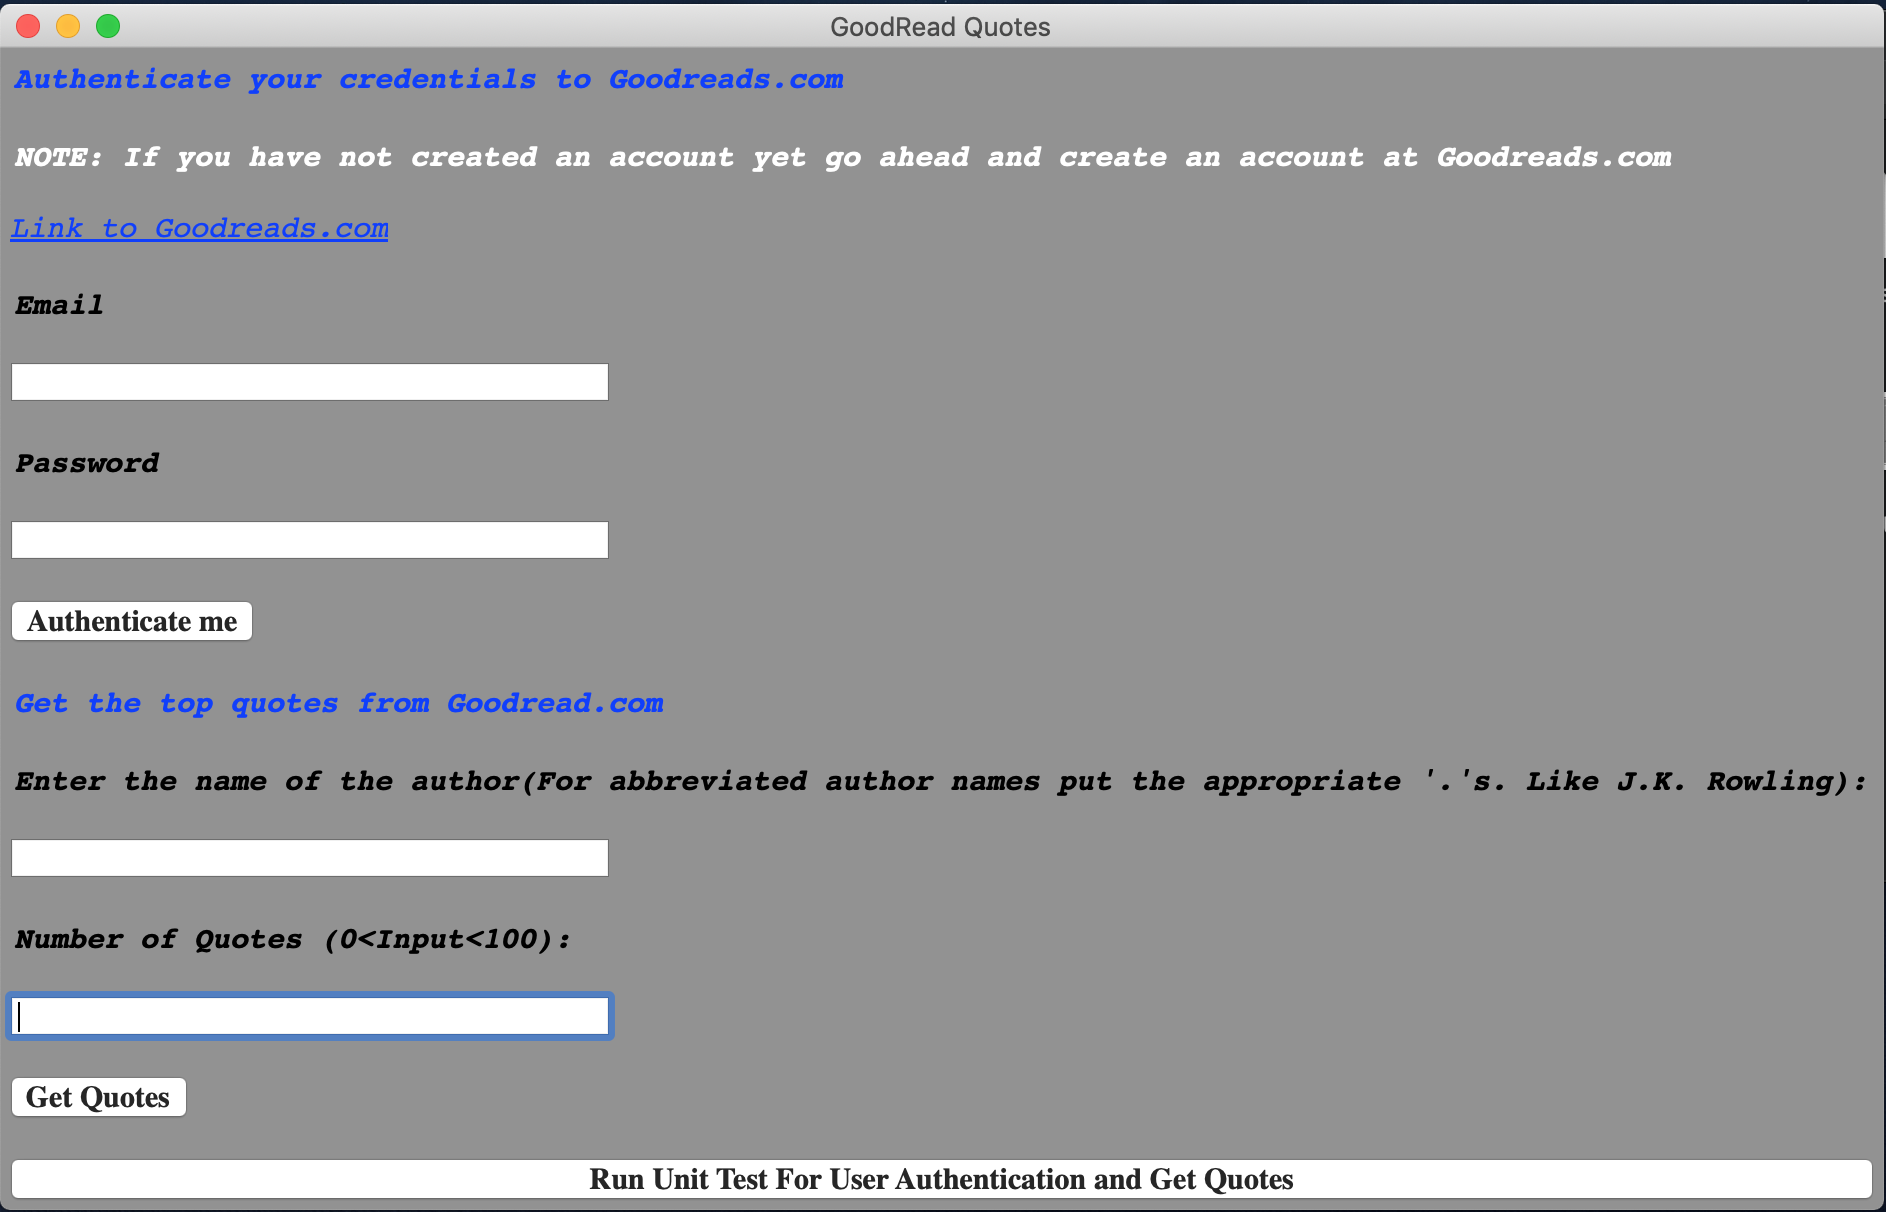 GoodRead Quotes
Authenticate your credentials to Goodreads.com
NOTE: If you have not created an account yet go ahead and create an account at Goodreads.com
Link to Goodreads.com
Email
Password
Authenticate me
Get the top quotes from Goodread.com
Enter the name of the author(For abbreviated author names put the appropriate '.'s. Like J.K. Rowling):
Number of Quotes (0<Input<100):
Get Quotes
Run Unit Test For User Authentication and Get Quotes